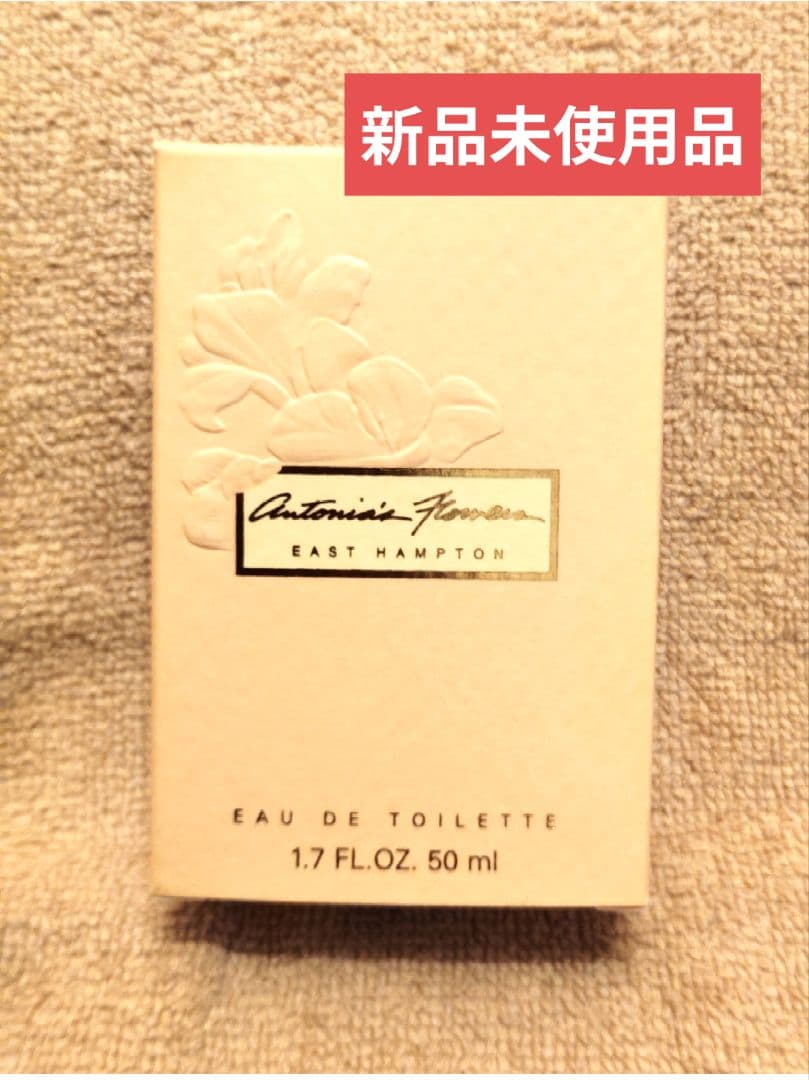 新品未使用品
Antonia's Flowers
EAST HAMPTON
EAU DE TOILETTE
1.7 FL.OZ. 50 ml